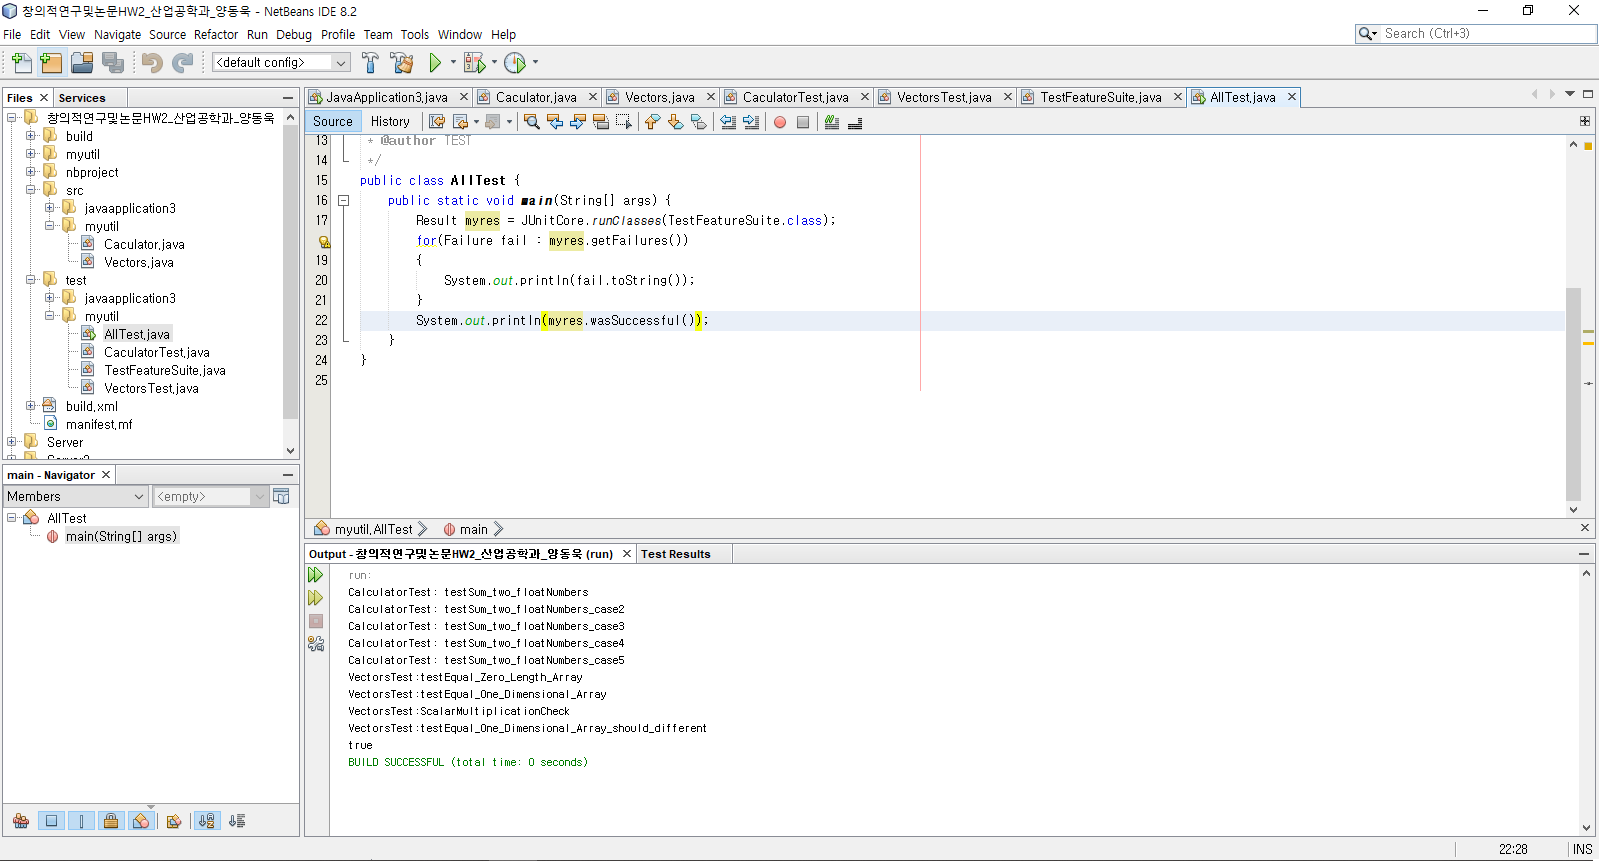 창의적연구및논문HW2_산업공학과_양동욱 - NetBeans IDE 8.2
File Edit View Navigate Source Refactor Run Debug Profile Team Tools Window Help
Search (Ctrl+3)
<default config>
Files
Services
창의적연구및논문HW2_산업공학과_양동욱
build
myutil
nbproject
src
javaapplication3
myutil
Caculator.java
Vectors.java
test
javaapplication3
myutil
AllTest.java
CaculatorTest.java
TestFeatureSuite.java
VectorsTest.java
build.xml
manifest.mf
Server
main - Navigator
Members
<empty>
AllTest
main(String[] args)
JavaApplication3.java Caculator.java Vectors.java CaculatorTest.java VectorsTest.java TestFeatureSuite.java AllTest.java
Source History
13 * @author TEST
14 */
15 public class AllTest {
16 public static void main(String[] args) {
17 Result myres = JUnitCore.runClasses(TestFeatureSuite.class);
for(Failure fail : myres.getFailures())
19 {
20 System.out.println(fail.toString());
21 }
22 System.out.println(myres.wasSuccessful());
23 }
24 }
25
myutil.AllTest main
Output - 창의적연구및논문HW2_산업공학과_양동욱 (run) Test Results
run:
CalculatorTest: testSum_two_floatNumbers
CalculatorTest: testSum_two_floatNumbers_case2
CalculatorTest: testSum_two_floatNumbers_case3
CalculatorTest: testSum_two_floatNumbers_case4
CalculatorTest: testSum_two_floatNumbers_case5
VectorsTest:testEqual_Zero_Length_Array
VectorsTest:testEqual_One_Dimensional_Array
VectorsTest:ScalarMultiplicationCheck
VectorsTest:testEqual_One_Dimensional_Array_should_different
true
BUILD SUCCESSFUL (total time: 0 seconds)
22:28 INS